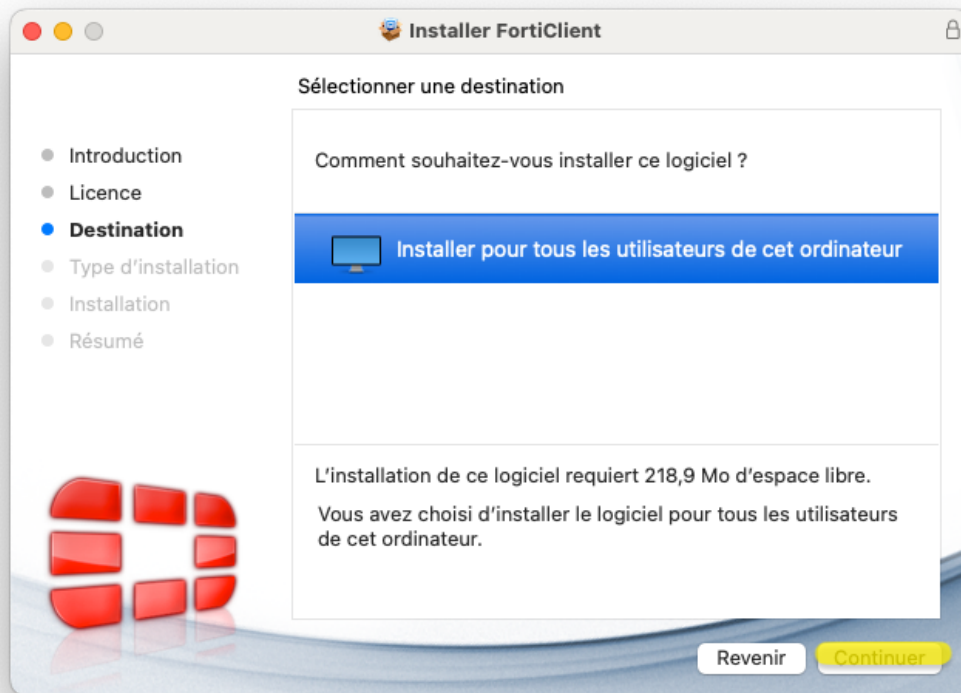 Installer FortiClient
Sélectionner une destination
Introduction
Licence
Destination
Type d'installation
Installation
Résumé
Comment souhaitez-vous installer ce logiciel ?
Installer pour tous les utilisateurs de cet ordinateur
L'installation de ce logiciel requiert 218,9 Mo d'espace libre.
Vous avez choisi d'installer le logiciel pour tous les utilisateurs
de cet ordinateur.
Revenir
Continuer